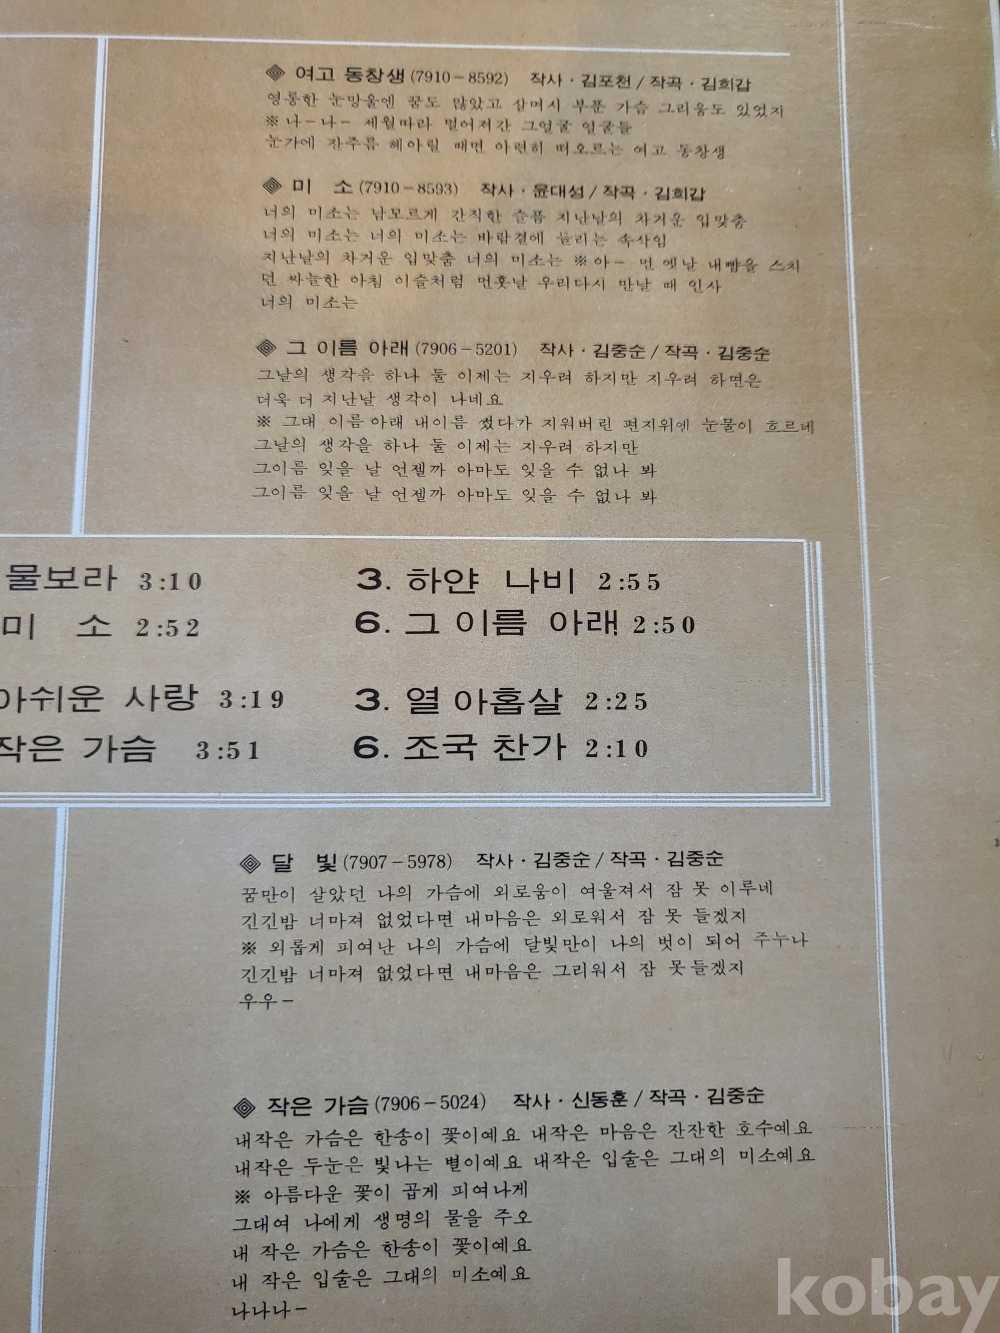 여고 동창생 (7910-8592) 작사·김포천/작곡·김희갑
영롱한 눈망울엔 꿈도 많았고 살며시 부푼 가슴 그리움도 있었지
※ 나-나- 세월따라 멀어져간 그얼굴 얼굴들
눈가에 잔주름 헤아릴 때면 아련히 떠오르는 여고 동창생
미 소 (7910-8593) 작사·윤대성/작곡·김희갑
너의 미소는 남모르게 간직한 슬픔 지난날의 차거운 입맞춤
너의 미소는 너의 미소는 바람결에 들리는 속삭임
지난날의 차거운 입맞춤 너의 미소는 ※아- 먼 옛날 내뺨을 스치
던 싸늘한 아침 이슬처럼 먼훗날 우리다시 만날 때 인사
너의 미소는
그 이름 아래 (7906-5201) 작사·김중순/작곡·김중순
그날의 생각을 하나 둘 이제는 지우려 하지만 지우려 하면은
더욱 더 지난날 생각이 나네요
※ 그대 이름아래 내이름 썼다가 지워버린 편지위엔 눈물이 흐르네
그날의 생각을 하나 둘 이제는 지우려 하지만
그이름 잊을 날 언젤까 아마도 잊을 수 없나 봐
그이름 잊을 날 언젤까 아마도 잊을 수 없나 봐
물보라 3:10 3. 하얀 나비 2:55
미 소 2:52 6. 그 이름 아래 2:50
아쉬운 사랑 3:19 3. 열 아홉살 2:25
작은 가슴 3:51 6. 조국 찬가 2:10
달 빛 (7907-5978) 작사·김중순/작곡·김중순
꿈만이 살았던 나의 가슴에 외로움이 여울져서 잠 못 이루네
긴긴밤 너마져 없었다면 내마음은 외로워서 잠 못 들겠지
※ 외롭게 피여난 나의 가슴에 달빛만이 나의 벗이 되어 주누나
긴긴밤 너마져 없었다면 내마음은 그리워서 잠 못들겠지
우우-
작은 가슴 (7906-5024) 작사·신동훈/작곡·김중순
내작은 가슴은 한송이 꽃이예요 내작은 마음은 잔잔한 호수예요
내작은 두눈은 빛나는 별이예요 내작은 입술은 그대의 미소예요
※ 아름다운 꽃이 곱게 피여나게
그대여 나에게 생명의 물을 주오
내 작은 가슴은 한송이 꽃이예요
내 작은 입술은 그대의 미소예요
나나나-
kobay